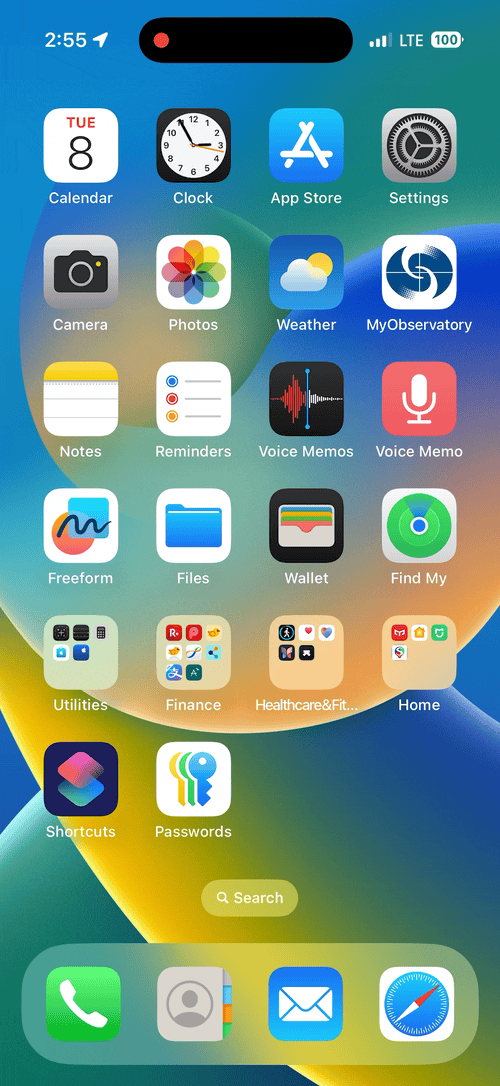 2:55 LTE 100
TUE
8
Calendar Clock App Store Settings
Camera Photos Weather MyObservatory
Notes Reminders Voice Memos Voice Memo
Freeform Files Wallet Find My
Utilities Finance Healthcare&Fit... Home
Shortcuts Passwords
Search